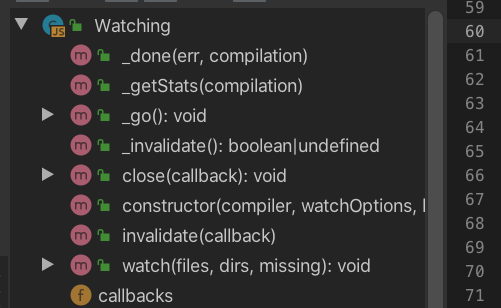 Watching
_done(err, compilation)
_getStats(compilation)
_go(): void
_invalidate(): boolean|undefined
close(callback): void
constructor(compiler, watchOptions,
invalidate(callback)
watch(files, dirs, missing): void
callbacks
59
60
61
62
63
64
65
66
67
68
69
70
71
JS
m
m
m
m
m
m
m
m
f